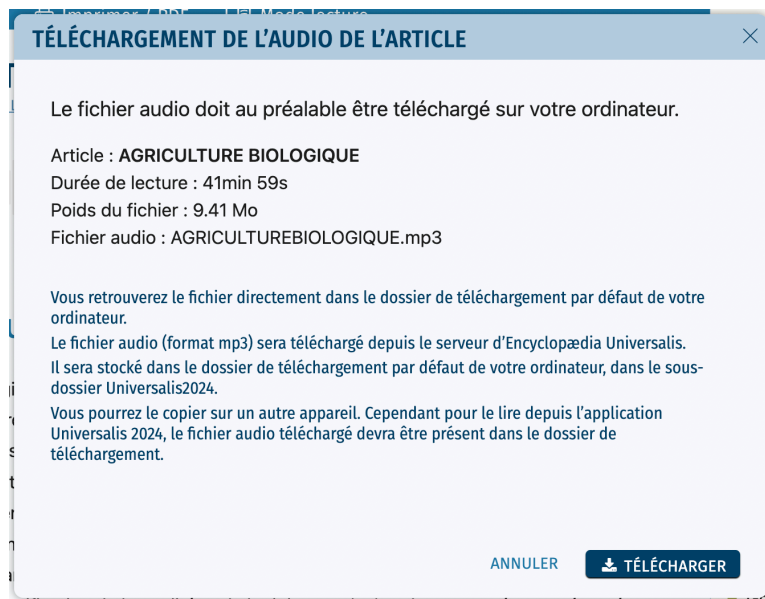 Imprimer / PDF Mode lecture
TÉLÉCHARGEMENT DE L'AUDIO DE L'ARTICLE
Le fichier audio doit au préalable être téléchargé sur votre ordinateur.
Article : AGRICULTURE BIOLOGIQUE
Durée de lecture : 41min 59s
Poids du fichier : 9.41 Mo
Fichier audio : AGRICULTUREBIOLOGIQUE.mp3
Vous retrouverez le fichier directement dans le dossier de téléchargement par défaut de votre
ordinateur.
Le fichier audio (format mp3) sera téléchargé depuis le serveur d'Encyclopædia Universalis.
Il sera stocké dans le dossier de téléchargement par défaut de votre ordinateur, dans le sous-
dossier Universalis2024.
Vous pourrez le copier sur un autre appareil. Cependant pour le lire depuis l'application
Universalis 2024, le fichier audio téléchargé devra être présent dans le dossier de
téléchargement.
ANNULER TÉLÉCHARGER